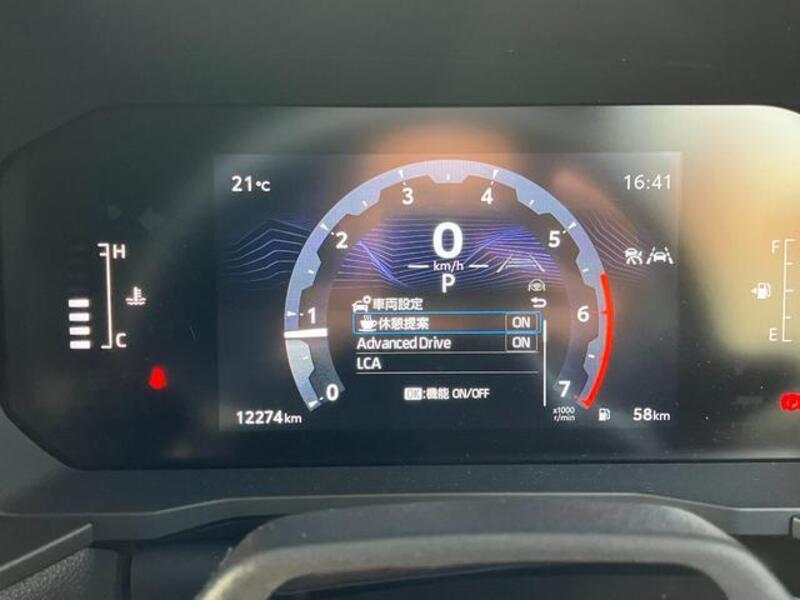 21℃
16:41
3
4
2
5
0
km/h
P
H
F
車両設定
1
休憩提案 ON
6
Advanced Drive ON
C
E
LCA
0
OK:機能 ON/OFF
7
x1000
r/min
12274km
58km